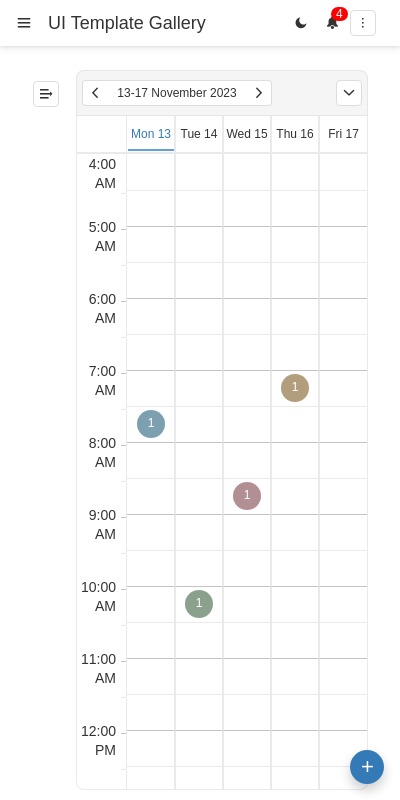 UI Template Gallery
4
13-17 November 2023
Mon 13 Tue 14 Wed 15 Thu 16 Fri 17
4:00
AM
5:00
AM
6:00
AM
7:00
AM
1
1
8:00
AM
1
9:00
AM
10:00
AM
1
11:00
AM
12:00
PM
+